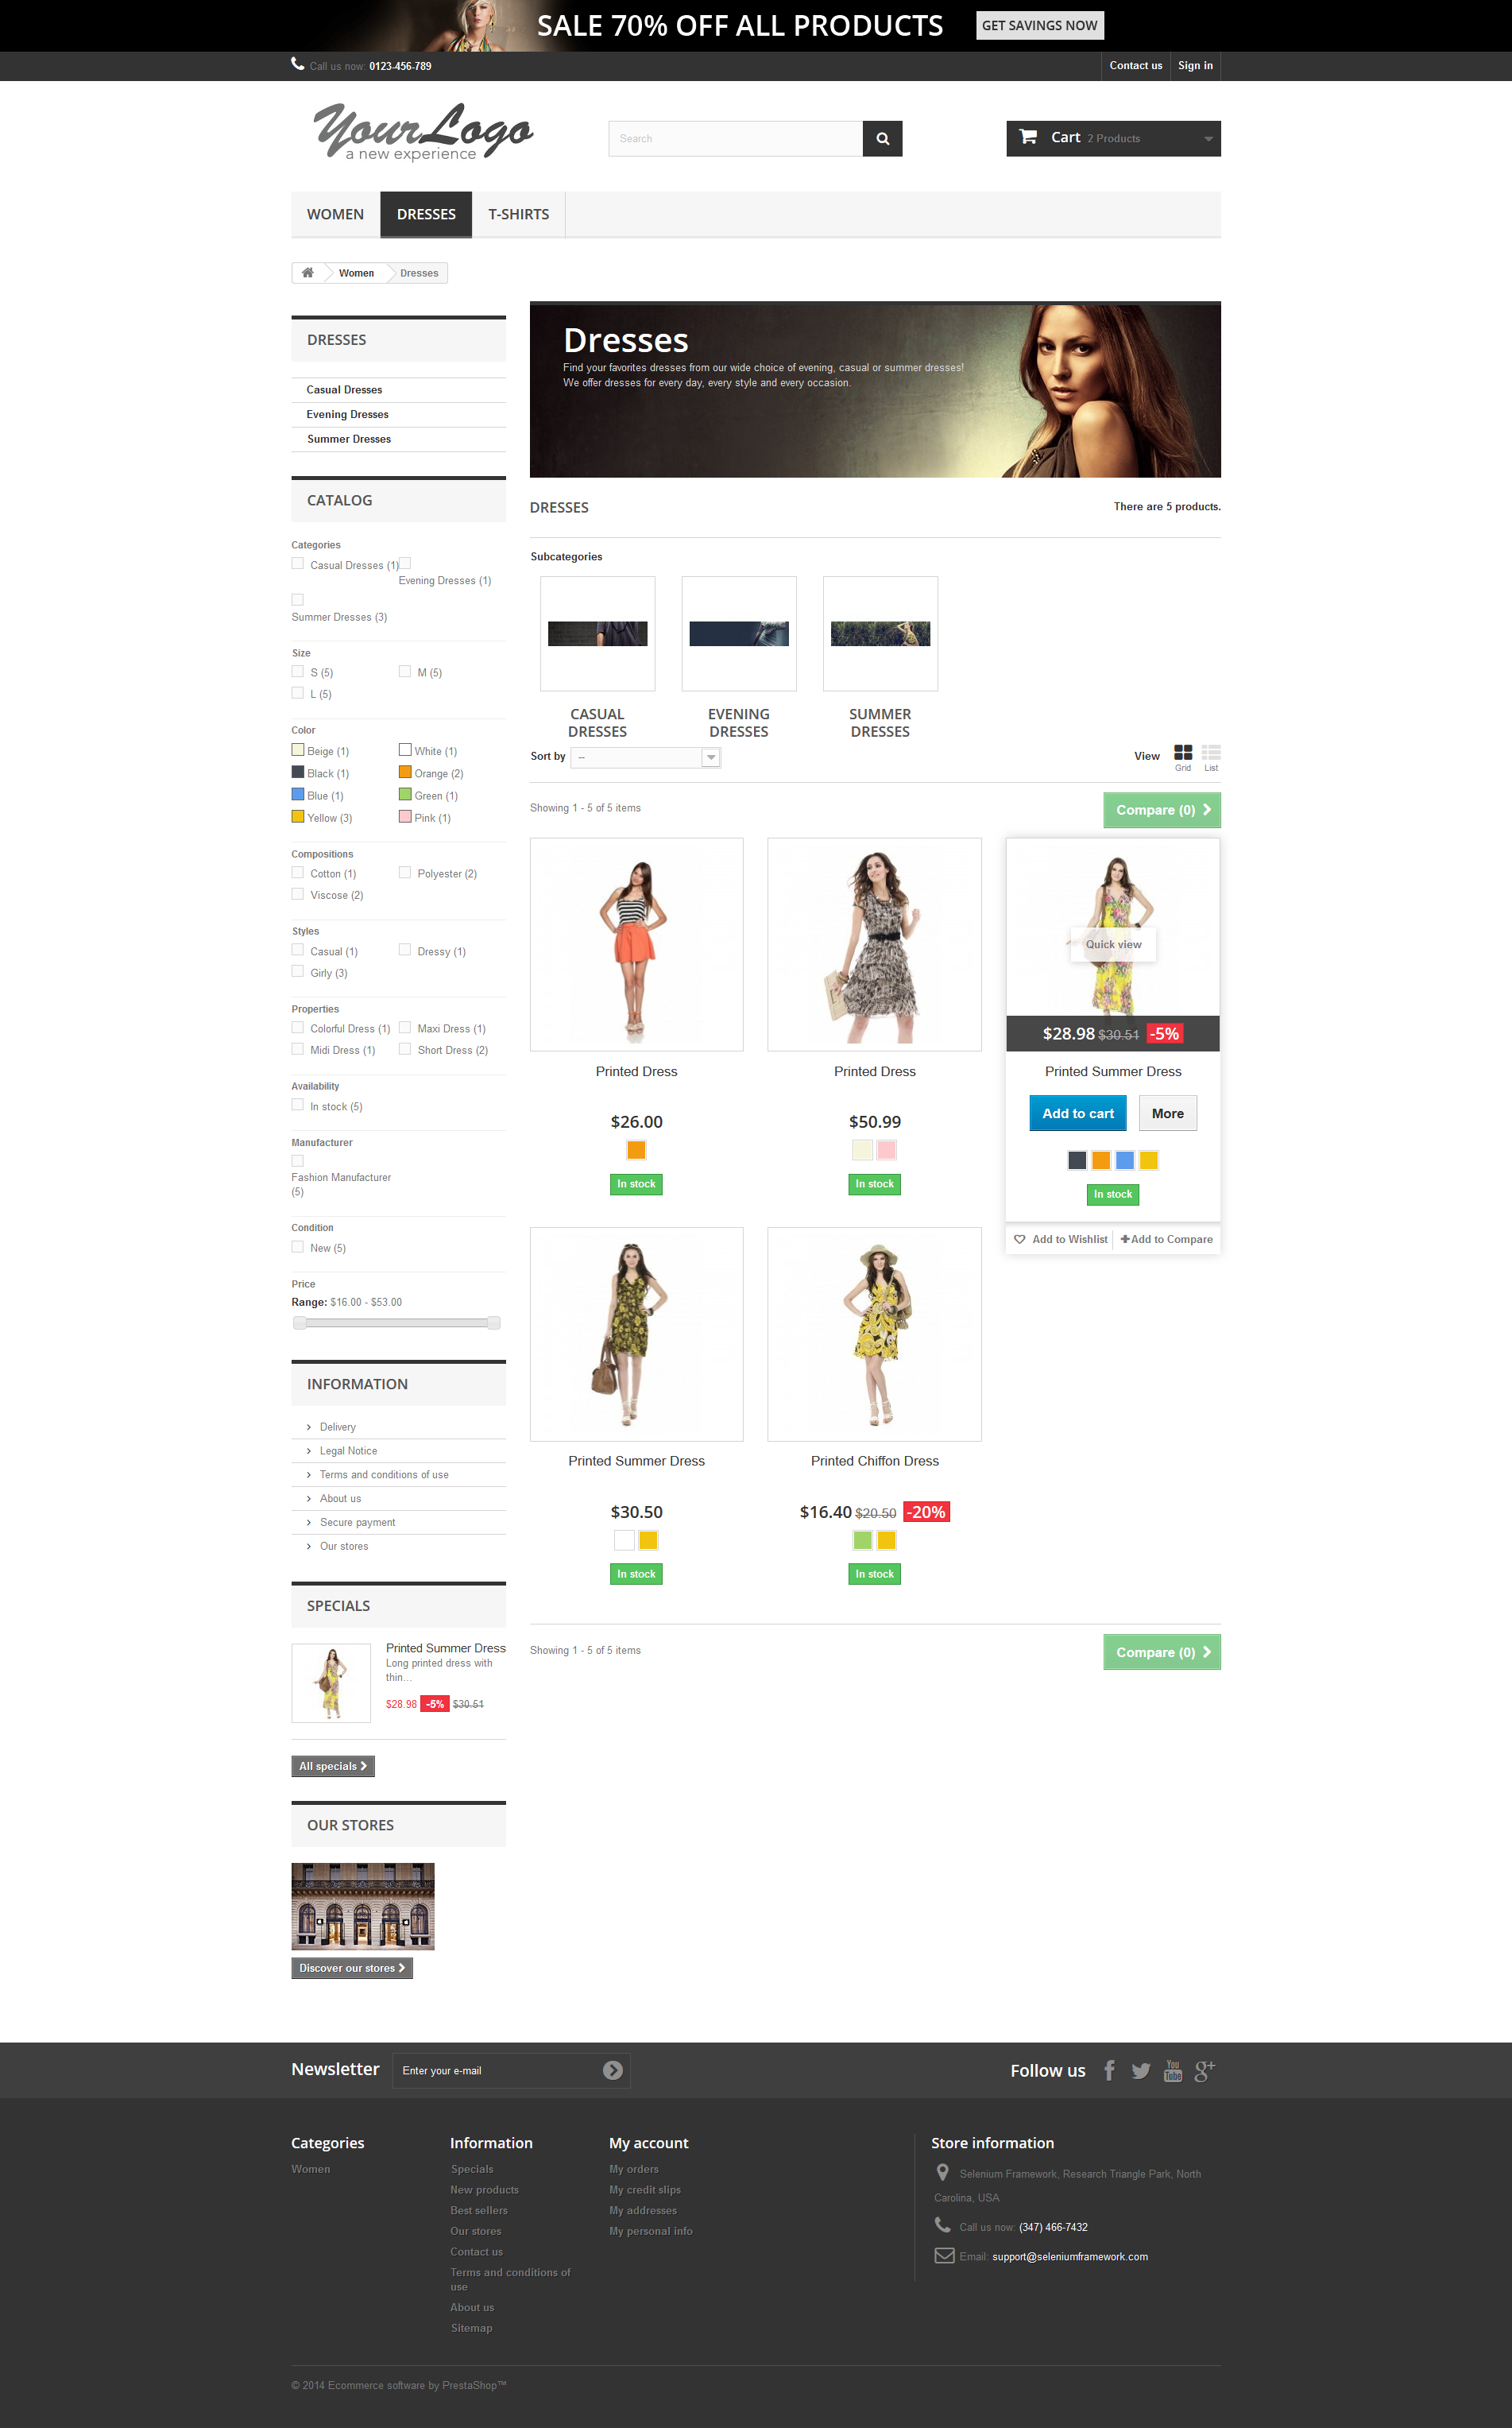 SALE 70% OFF ALL PRODUCTS
GET SAVINGS NOW
Call us now: 0123-456-789
Contact us
Sign in
YourLogo
a new experience
Search
Cart 2 Products
WOMEN
DRESSES
T-SHIRTS
Women
Dresses
DRESSES
Casual Dresses
Evening Dresses
Summer Dresses
CATALOG
Categories
Casual Dresses (1)
Evening Dresses (1)
Summer Dresses (3)
Size
S (5)
M (5)
L (5)
Color
Beige (1)
White (1)
Black (1)
Orange (2)
Blue (1)
Green (1)
Yellow (3)
Pink (1)
Compositions
Cotton (1)
Polyester (2)
Viscose (2)
Styles
Casual (1)
Dressy (1)
Girly (3)
Properties
Colorful Dress (1)
Maxi Dress (1)
Midi Dress (1)
Short Dress (2)
Availability
In stock (5)
Manufacturer
Fashion Manufacturer
(5)
Condition
New (5)
Price
Range: $16.00 - $53.00
INFORMATION
Delivery
Legal Notice
Terms and conditions of use
About us
Secure payment
Our stores
SPECIALS
Printed Summer Dress
Long printed dress with
thin...
$28.98 -5% $30.51
All specials
OUR STORES
Discover our stores
Dresses
Find your favorites dresses from our wide choice of evening, casual or summer dresses!
We offer dresses for every day, every style and every occasion.
DRESSES
There are 5 products.
Subcategories
CASUAL
DRESSES
EVENING
DRESSES
SUMMER
DRESSES
Sort by
--
View
Grid
List
Showing 1 - 5 of 5 items
Compare (0)
Printed Dress
$26.00
In stock
Printed Dress
$50.99
In stock
Quick view
$28.98 $30.51 -5%
Printed Summer Dress
Add to cart
More
In stock
Add to Wishlist
Add to Compare
Printed Summer Dress
$30.50
In stock
Printed Chiffon Dress
$16.40 $20.50 -20%
In stock
Showing 1 - 5 of 5 items
Compare (0)
Newsletter
Enter your e-mail
Follow us
You
Tube
g+
Categories
Women
Information
Specials
New products
Best sellers
Our stores
Contact us
Terms and conditions of
use
About us
Sitemap
My account
My orders
My credit slips
My addresses
My personal info
Store information
Selenium Framework, Research Triangle Park, North
Carolina, USA
Call us now: (347) 466-7432
Email: support@seleniumframework.com
© 2014 Ecommerce software by PrestaShop™